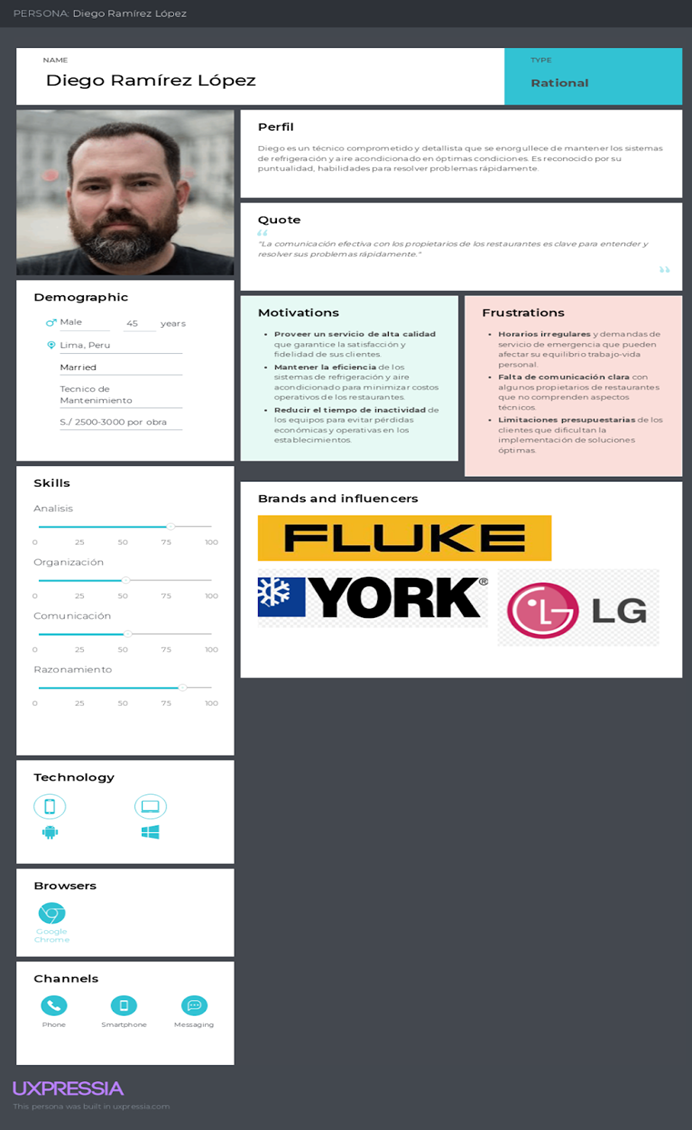 PERSONA: Diego Ramírez López
NAME
Diego Ramírez López
TYPE
Rational
Perfil
Diego es un técnico comprometido y detallista que se enorgullece de mantener los sistemas
de refrigeración y aire acondicionado en óptimas condiciones. Es reconocido por su
puntualidad, habilidades para resolver problemas rápidamente.
Quote
"La comunicación efectiva con los propietarios de los restaurantes es clave para entender y
resolver sus problemas rápidamente."
Demographic
Male
45 years
Lima, Peru
Married
Tecnico de
Mantenimiento
S./ 2500-3000 por obra
Motivations
• Proveer un servicio de alta calidad
que garantice la satisfacción y
fidelidad de sus clientes.
• Mantener la eficiencia de los
sistemas de refrigeración y aire
acondicionado para minimizar costos
operativos de los restaurantes.
• Reducir el tiempo de inactividad de
los equipos para evitar pérdidas
económicas y operativas en los
establecimientos.
Frustrations
• Horarios irregulares y demandas de
servicio de emergencia que pueden
afectar su equilibrio trabajo-vida
personal.
• Falta de comunicación clara con
algunos propietarios de restaurantes
que no comprenden aspectos
técnicos.
• Limitaciones presupuestarias de los
clientes que dificultan la
implementación de soluciones
óptimas.
Skills
Analisis
0 25 50 75 100
Organización
0 25 50 75 100
Comunicación
0 25 50 75 100
Razonamiento
0 25 50 75 100
Brands and influencers
FLUKE
YORK®
LG
Technology
Browsers
Google
Chrome
Channels
Phone
Smartphone
Messaging
UXPRESSIA
This persona was built in uxpressia.com